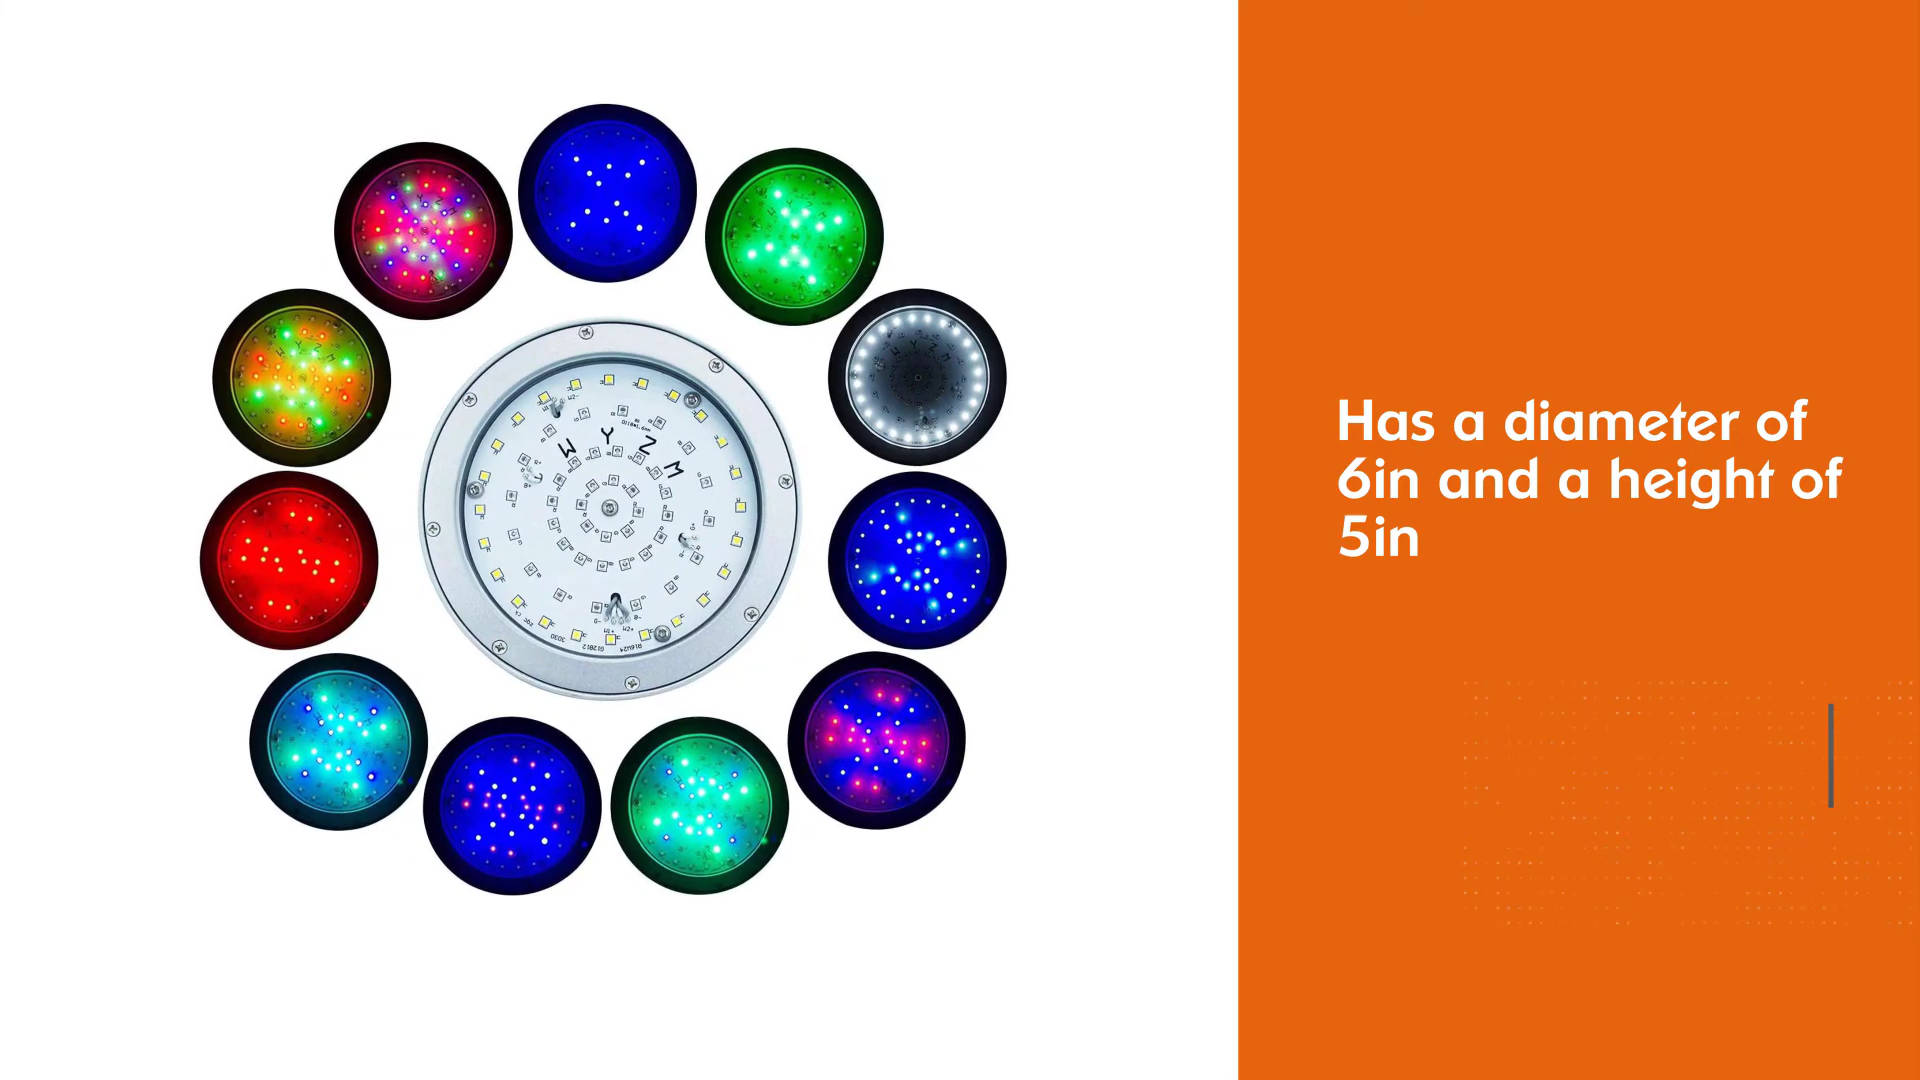 W Y Z M
Has a diameter of
6in and a height of
5in